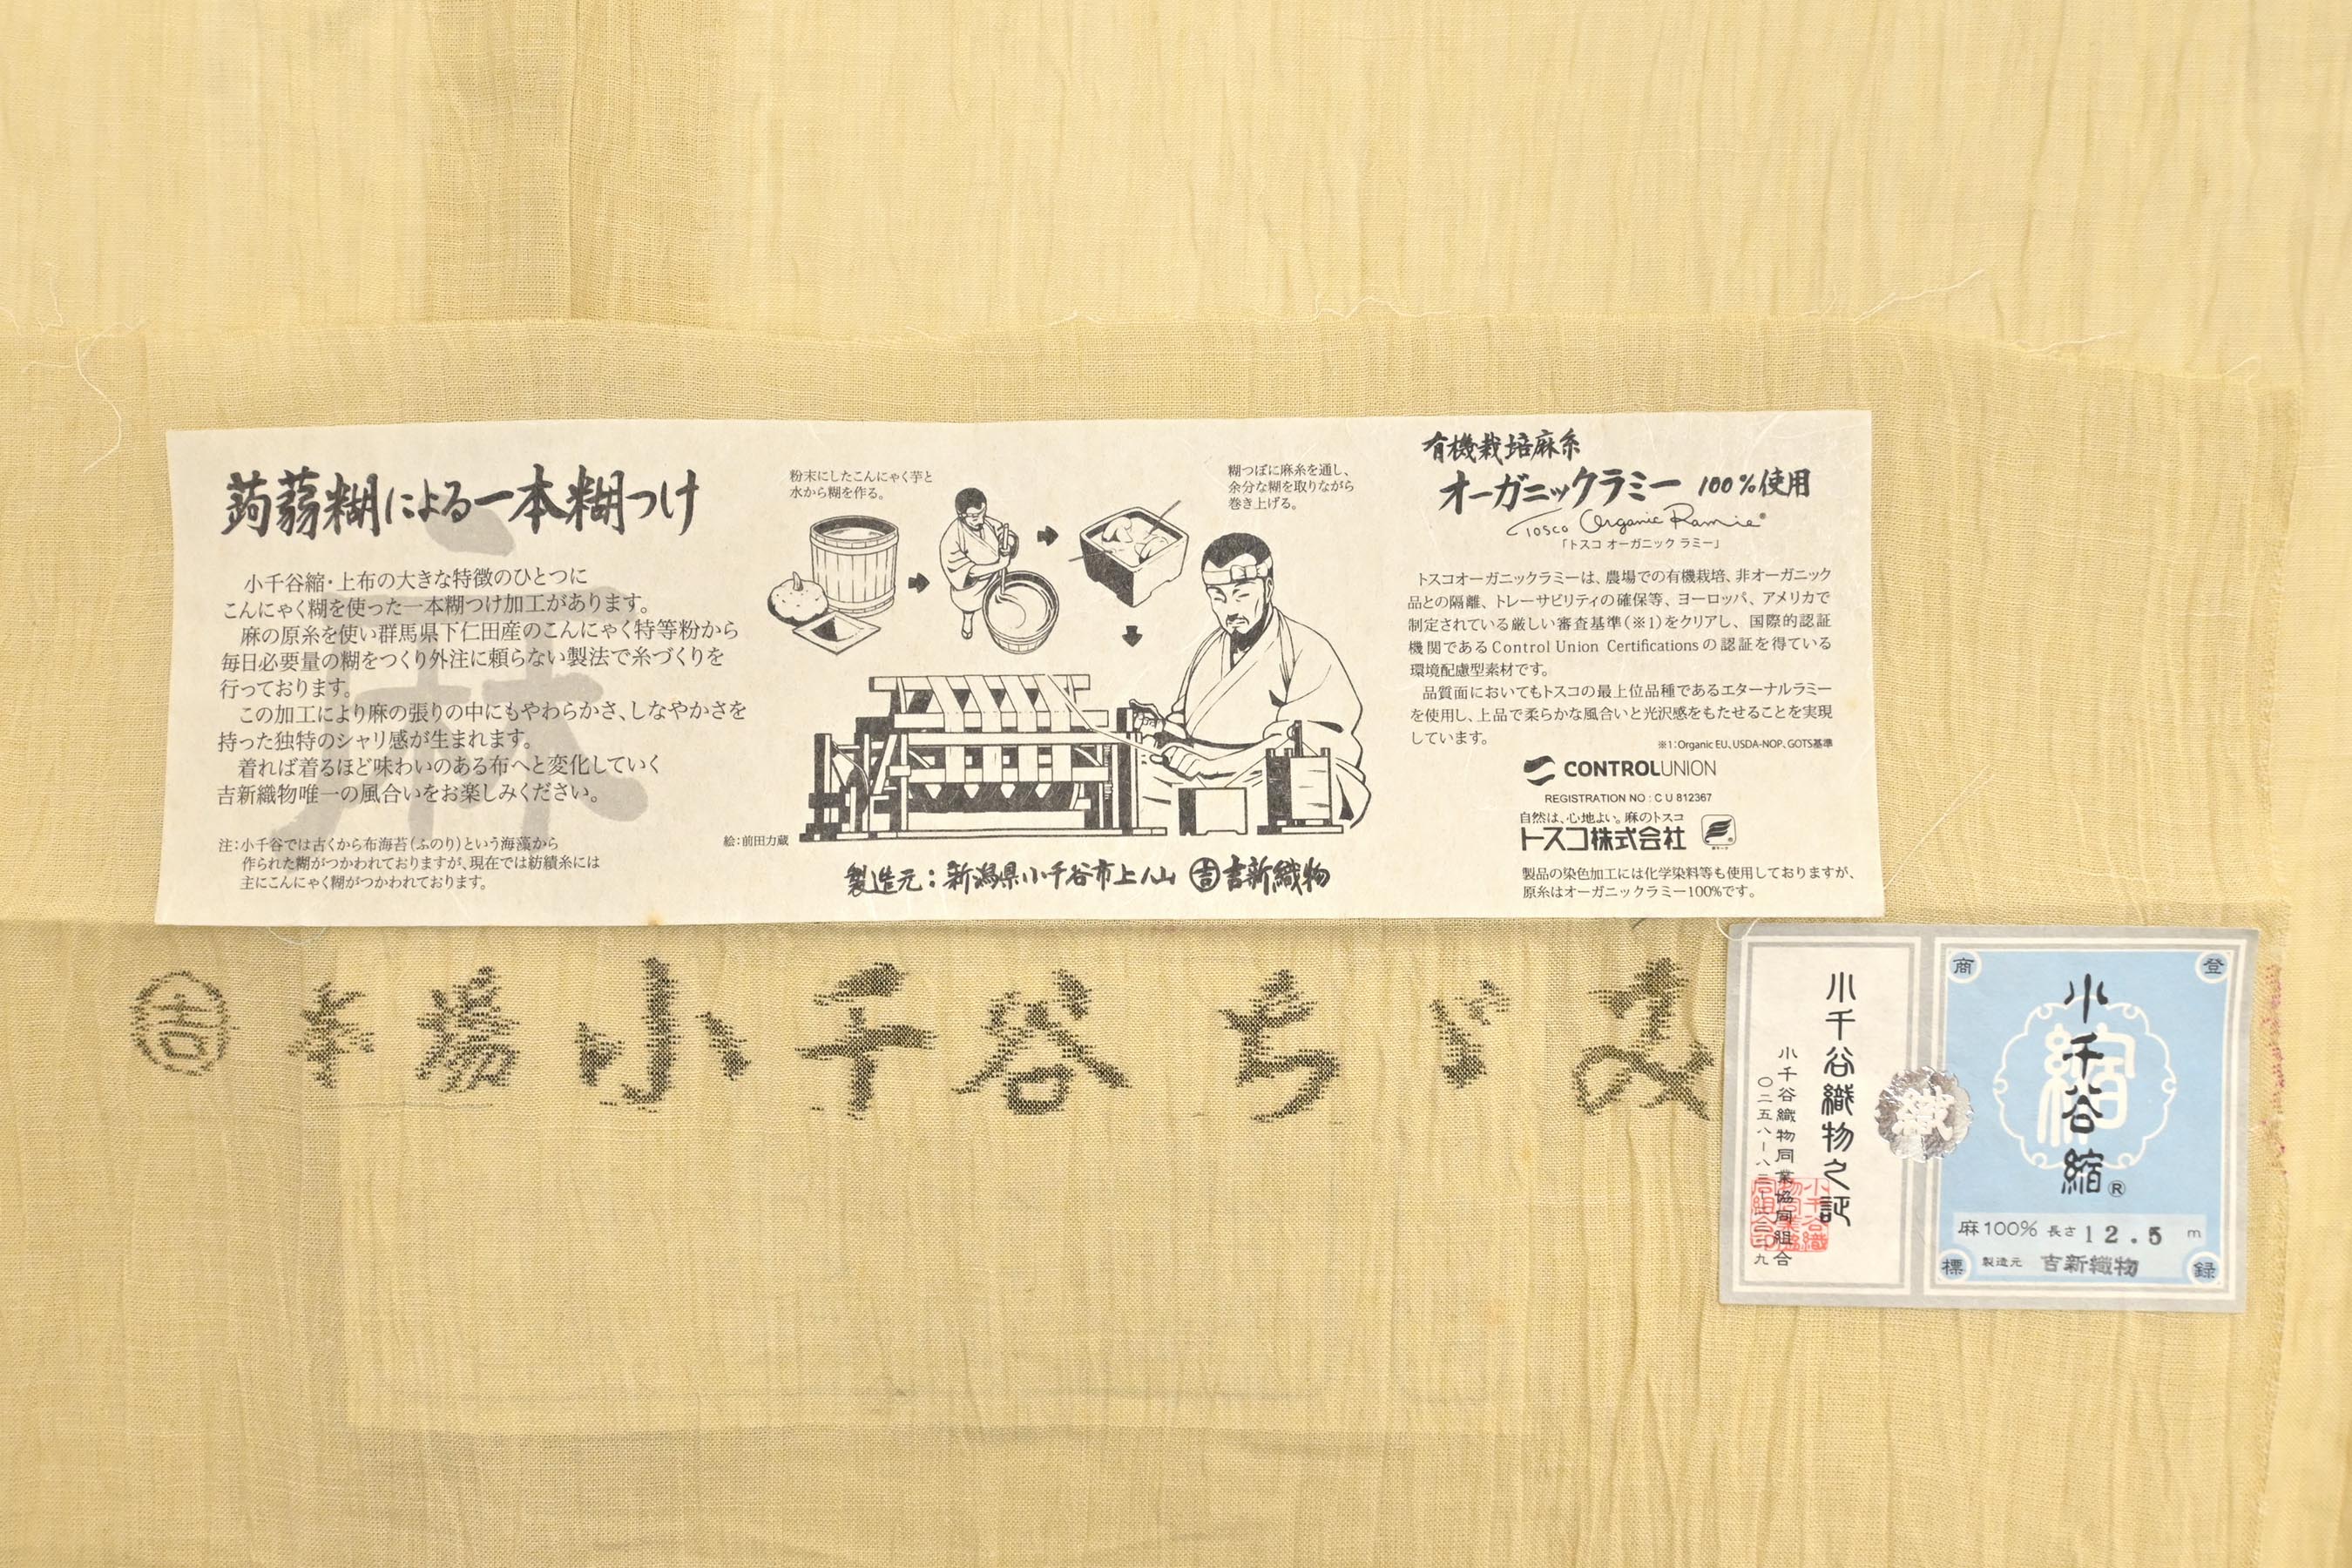 蒟蒻糊による一本糊つけ
小千谷縮・上布の大きな特徴のひとつに
こんにゃく糊を使った一本糊つけ加工があります。
麻の原糸を使い群馬県下仁田産のこんにゃく特等粉から
毎日必要量の糊をつくり外注に頼らない製法で糸づくりを
行っております。
この加工により麻の張りの中にもやわらかさ、しなやかさを
持った独特のシャリ感が生まれます。
着れば着るほど味わいのある布へと変化していく
吉新織物唯一の風合いをお楽しみください。
注：小千谷では古くから布海苔(ふのり)という海藻から
作られた糊がつかわれておりますが、現在では紡績糸には
主にこんにゃく糊がつかわれております。
麻
粉末にしたこんにゃく芋と
水から糊を作る。
糊つぼに麻糸を通し、
余分な糊を取りながら
巻き上げる。
絵：前田力蔵
製造元：新潟県小千谷市上ノ山 ㊂吉新織物
有機栽培麻糸
オーガニックラミー 100%使用
Tosco Organic Ramie®
「トスコ オーガニック ラミー」
トスコオーガニックラミーは、農場での有機栽培、非オーガニック
品との隔離、トレーサビリティの確保等、ヨーロッパ、アメリカで
制定されている厳しい審査基準(※1)をクリアし、国際的認証
機関であるControl Union Certificationsの認証を得ている
環境配慮型素材です。
品質面においてもトスコの最上位品種であるエターナルラミー
を使用し、上品で柔らかな風合いと光沢感をもたせることを実現
しています。
※1：Organic EU、USDA-NOP、GOTS基準
CONTROLUNION
REGISTRATION NO : C U 812367
自然は、心地よい。麻のトスコ
トスコ株式会社
製品の染色加工には化学染料等も使用しておりますが、
原糸はオーガニックラミー100%です。
吉 本場小千谷ちぢみ
小千谷織物之証
小千谷織物同業協同組合
〇二五八－八三－二三二九
小千谷織物同業協同組合印
織
登録商標
縮
小千谷縮®
麻100% 長さ12.5m
製造元 吉新織物